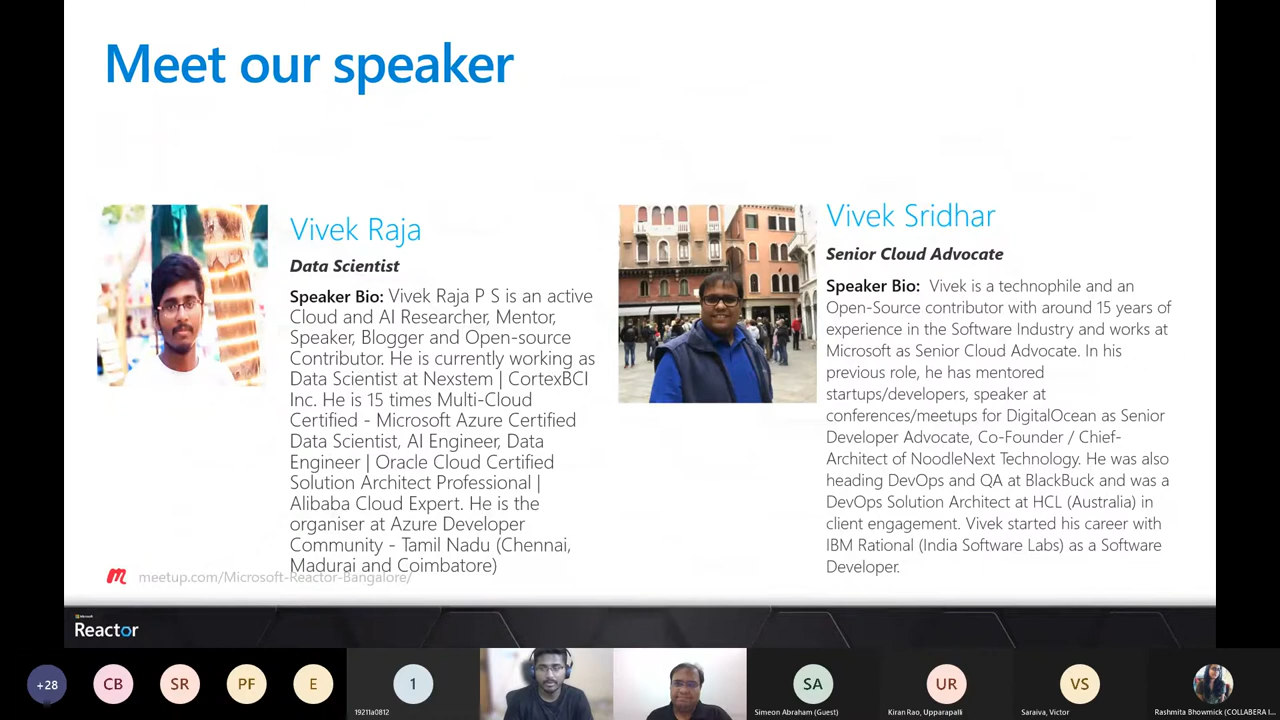 Meet our speaker
Vivek Raja
Data Scientist
Speaker Bio: Vivek Raja P S is an active
Cloud and AI Researcher, Mentor,
Speaker, Blogger and Open-source
Contributor. He is currently working as
Data Scientist at Nexstem | CortexBCI
Inc. He is 15 times Multi-Cloud
Certified - Microsoft Azure Certified
Data Scientist, AI Engineer, Data
Engineer | Oracle Cloud Certified
Solution Architect Professional |
Alibaba Cloud Expert. He is the
organiser at Azure Developer
Community - Tamil Nadu (Chennai,
Madurai and Coimbatore)
Vivek Sridhar
Senior Cloud Advocate
Speaker Bio: Vivek is a technophile and an
Open-Source contributor with around 15 years of
experience in the Software Industry and works at
Microsoft as Senior Cloud Advocate. In his
previous role, he has mentored
startups/developers, speaker at
conferences/meetups for DigitalOcean as Senior
Developer Advocate, Co-Founder / Chief-
Architect of NoodleNext Technology. He was also
heading DevOps and QA at BlackBuck and was a
DevOps Solution Architect at HCL (Australia) in
client engagement. Vivek started his career with
IBM Rational (India Software Labs) as a Software
Developer.
meetup.com/Microsoft-Reactor-Bangalore/
Microsoft
Reactor
+28
CB
SR
PF
E
1
19211a0812
SA
Simeon Abraham (Guest)
UR
Kiran Rao, Upparapalli
VS
Saraiva, Victor
Rashmita Bhowmick (COLLABERA I...